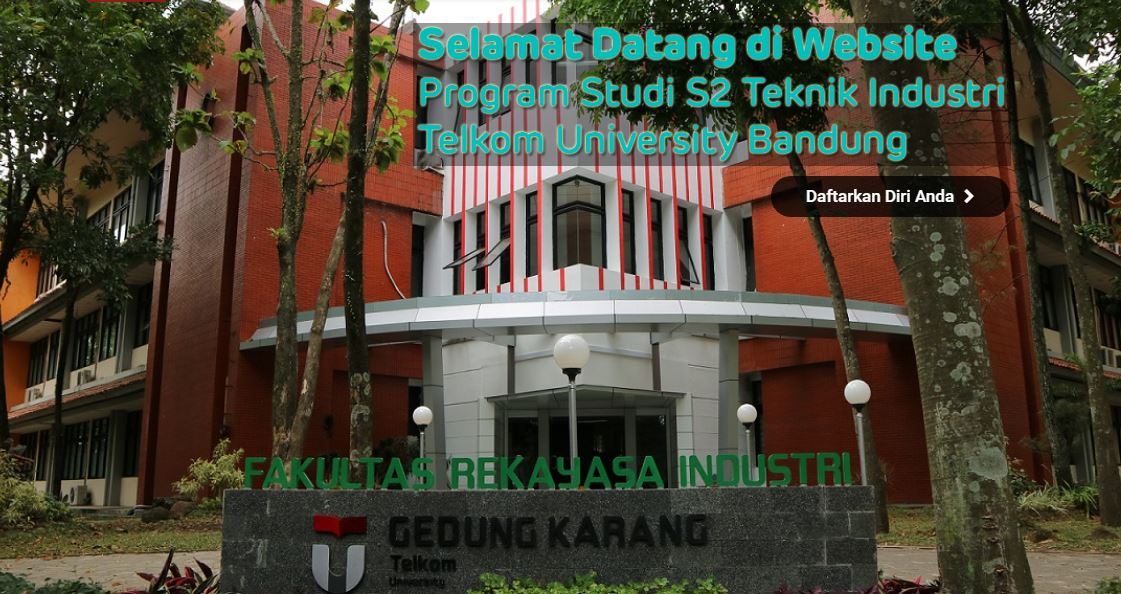 Selamat Datang di Website
Program Studi S2 Teknik Industri
Telkom University Bandung
Daftarkan Diri Anda
FAKULTAS REKAYASA INDUSTRI
GEDUNG KARANG
Telkom
University